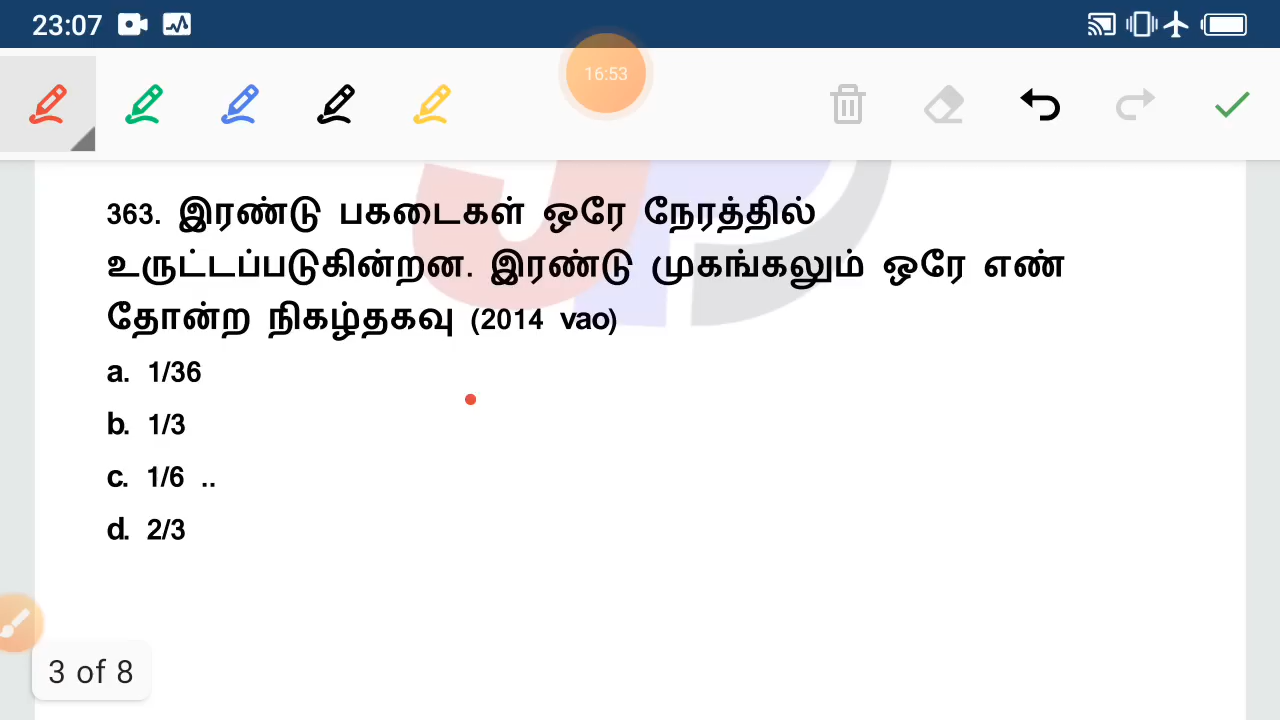 23:07
16:53
363. இரண்டு பகடைகள் ஒரே நேரத்தில்
உருட்டப்படுகின்றன. இரண்டு முகங்கலும் ஒரே எண்
தோன்ற நிகழ்தகவு (2014 vao)
a. 1/36
b. 1/3
c. 1/6 ..
d. 2/3
3 of 8